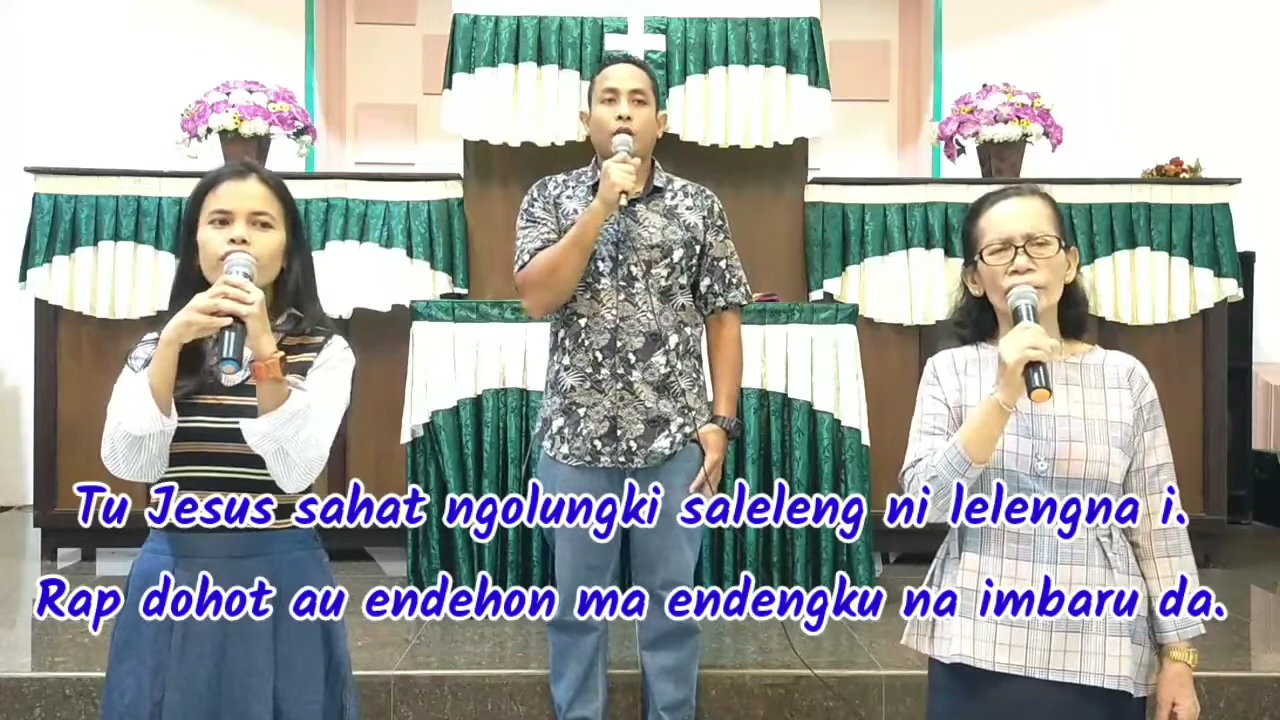 Tu Jesus sahat ngolungki saleleng ni lelengna i.
Rap dohot au endehon ma endengku na imbaru da.